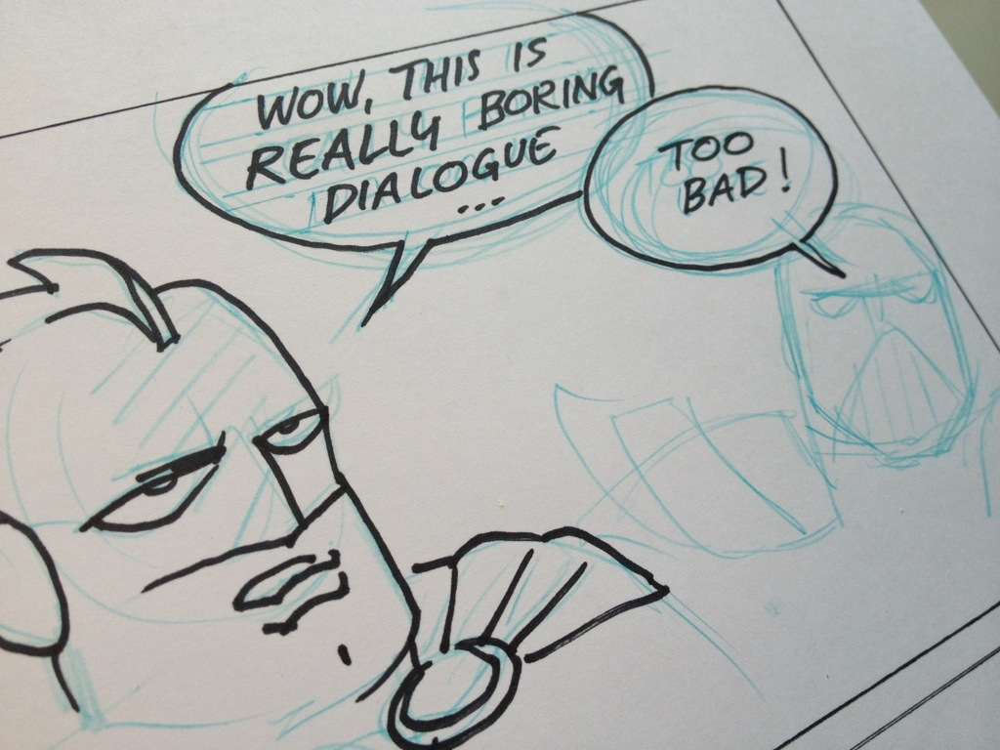 WOW, THIS IS
REALLY BORING
DIALOGUE
...
TOO
BAD!